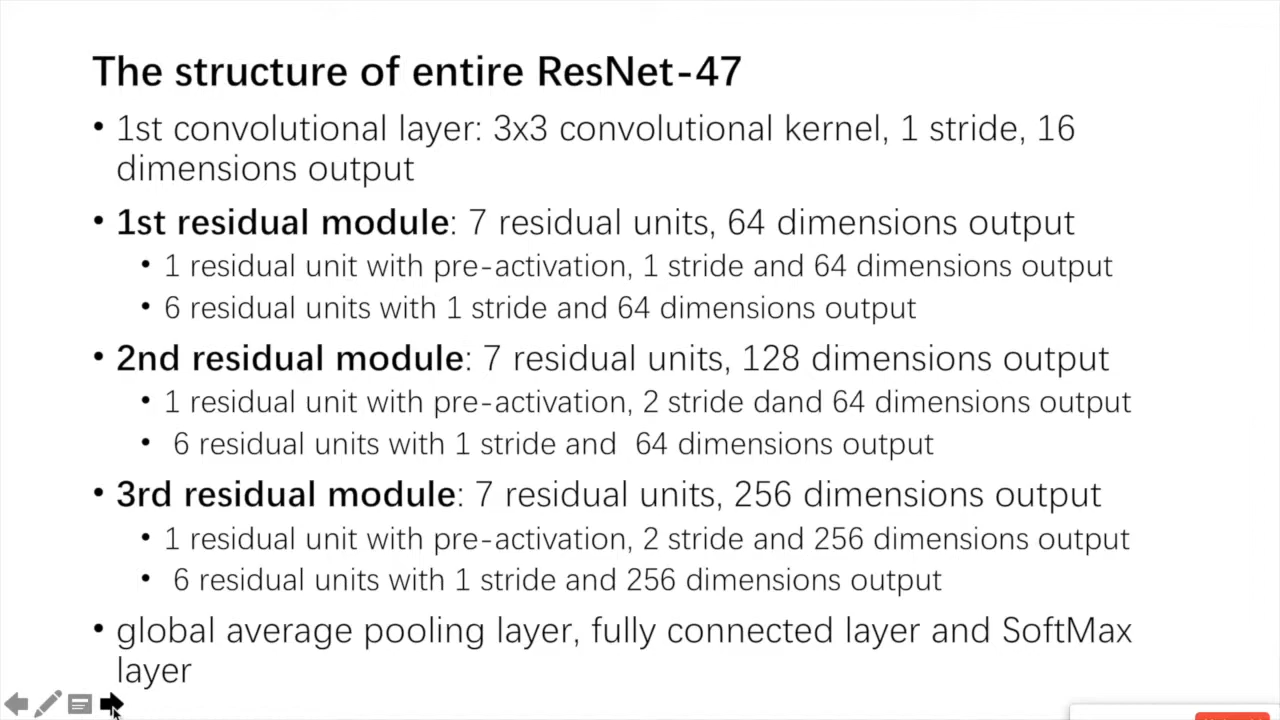 The structure of entire ResNet-47
• 1st convolutional layer: 3x3 convolutional kernel, 1 stride, 16
dimensions output
• 1st residual module: 7 residual units, 64 dimensions output
• 1 residual unit with pre-activation, 1 stride and 64 dimensions output
• 6 residual units with 1 stride and 64 dimensions output
• 2nd residual module: 7 residual units, 128 dimensions output
• 1 residual unit with pre-activation, 2 stride dand 64 dimensions output
• 6 residual units with 1 stride and 64 dimensions output
• 3rd residual module: 7 residual units, 256 dimensions output
• 1 residual unit with pre-activation, 2 stride and 256 dimensions output
• 6 residual units with 1 stride and 256 dimensions output
• global average pooling layer, fully connected layer and SoftMax
layer